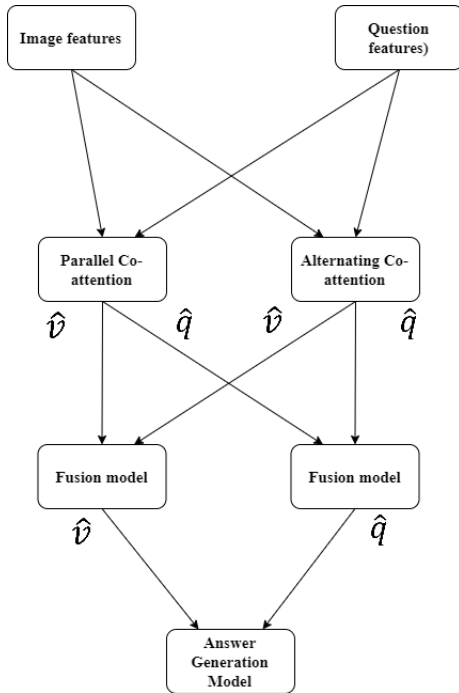 Image features
Question
features)
Parallel Co-
attention
Alternating Co-
attention
v̂
q̂
v̂
q̂
Fusion model
Fusion model
v̂
q̂
Answer
Generation
Model